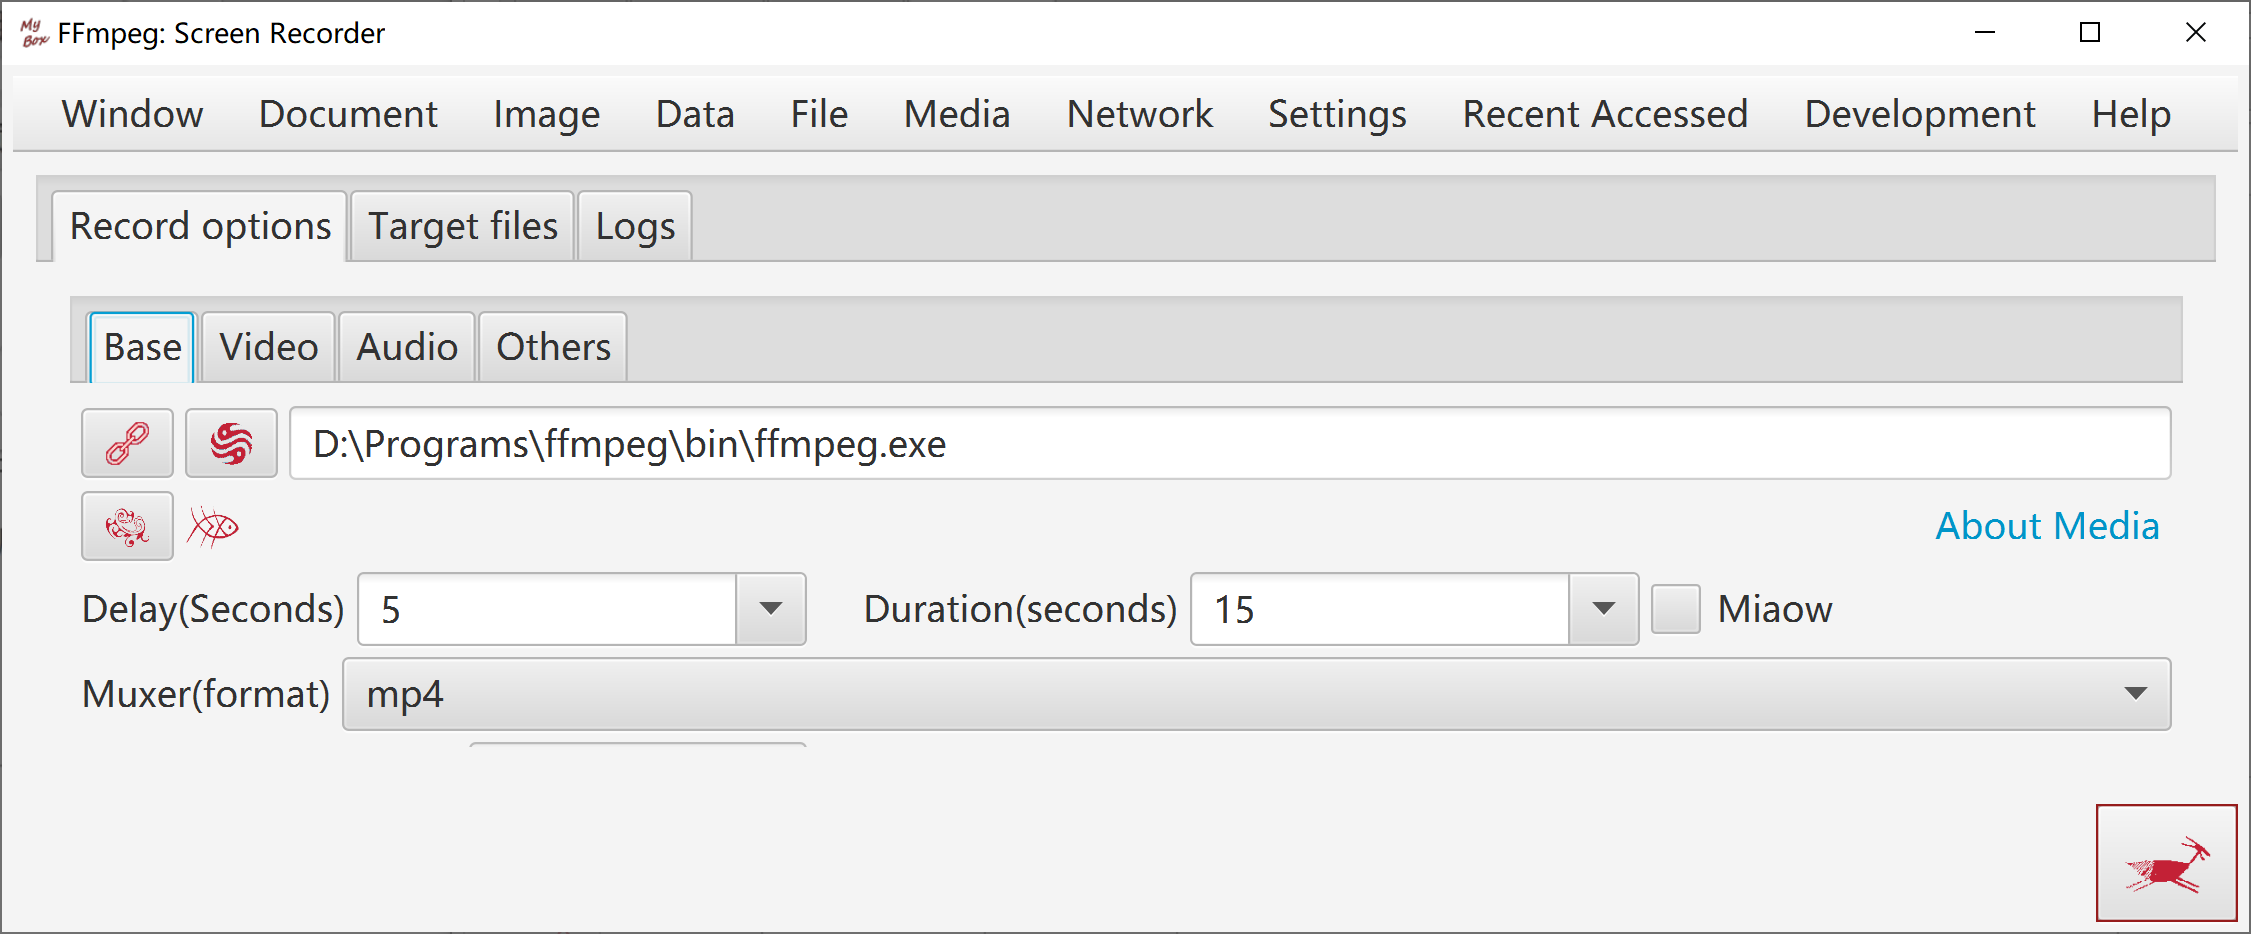 My Box FFmpeg: Screen Recorder
Window Document Image Data File Media Network Settings Recent Accessed Development Help
Record options Target files Logs
Base Video Audio Others
D:\Programs\ffmpeg\bin\ffmpeg.exe
About Media
Delay(Seconds) 5 Duration(seconds) 15 Miaow
Muxer(format) mp4